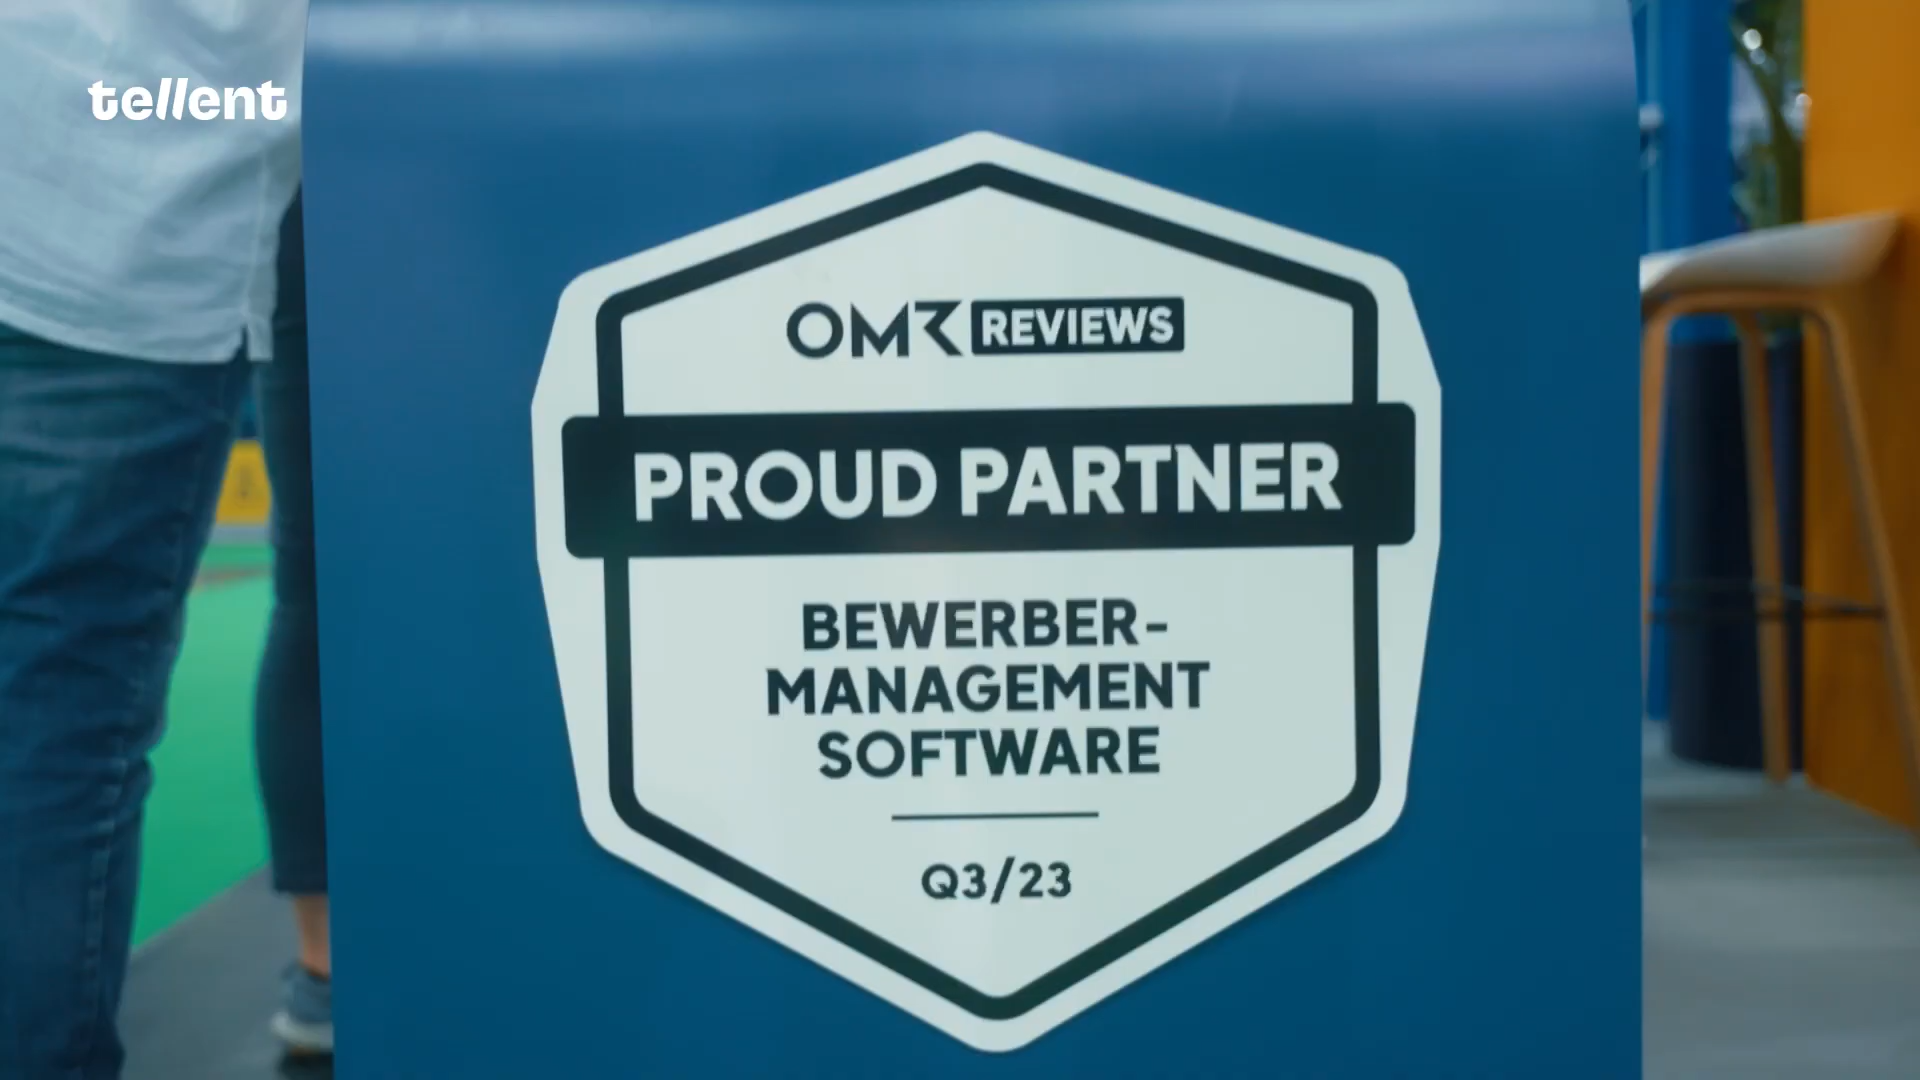 tellent
OMR REVIEWS
PROUD PARTNER
BEWERBER-
MANAGEMENT
SOFTWARE
Q3/23